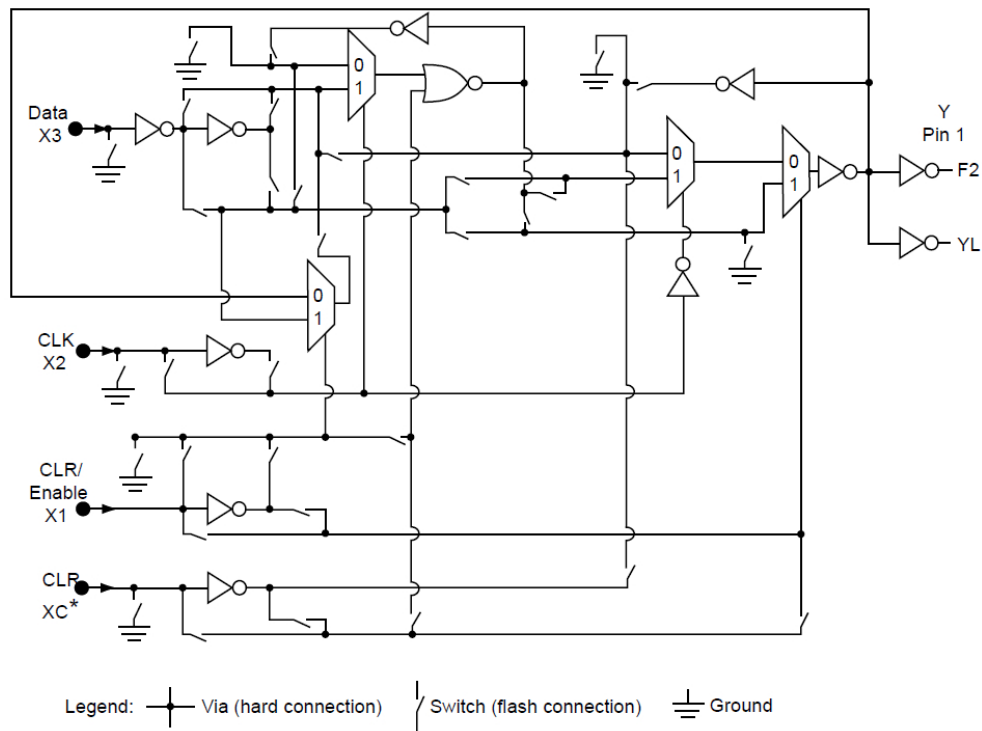 0
1
Data
X3
0
1
0
1
Y
Pin 1
F2
YL
0
1
CLK
X2
CLR/
Enable
X1
CLR
XC*
Legend: Via (hard connection) Switch (flash connection) Ground